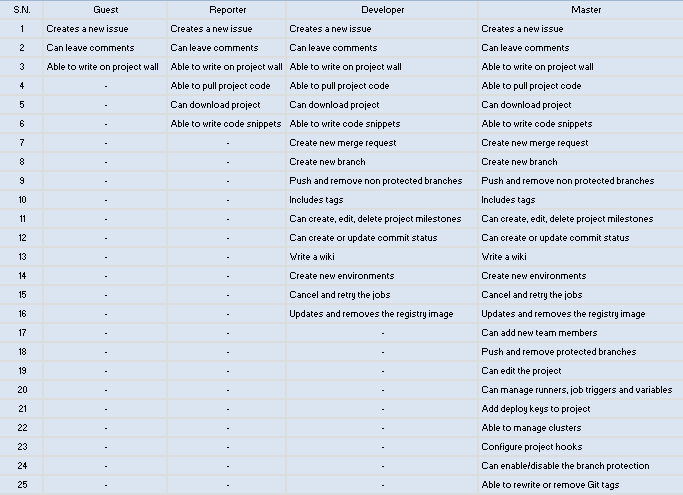 S.N. Guest Reporter Developer Master
1 Creates a new issue Creates a new issue Creates a new issue Creates a new issue
2 Can leave comments Can leave comments Can leave comments Can leave comments
3 Able to write on project wall Able to write on project wall Able to write on project wall Able to write on project wall
4 - Able to pull project code Able to pull project code Able to pull project code
5 - Can download project Can download project Can download project
6 - Able to write code snippets Able to write code snippets Able to write code snippets
7 - - Create new merge request Create new merge request
8 - - Create new branch Create new branch
9 - - Push and remove non protected branches Push and remove non protected branches
10 - - Includes tags Includes tags
11 - - Can create, edit, delete project milestones Can create, edit, delete project milestones
12 - - Can create or update commit status Can create or update commit status
13 - - Write a wiki Write a wiki
14 - - Create new environments Create new environments
15 - - Cancel and retry the jobs Cancel and retry the jobs
16 - - Updates and removes the registry image Updates and removes the registry image
17 - - - Can add new team members
18 - - - Push and remove protected branches
19 - - - Can edit the project
20 - - - Can manage runners, job triggers and variables
21 - - - Add deploy keys to project
22 - - - Able to manage clusters
23 - - - Configure project hooks
24 - - - Can enable/disable the branch protection
25 - - - Able to rewrite or remove Git tags